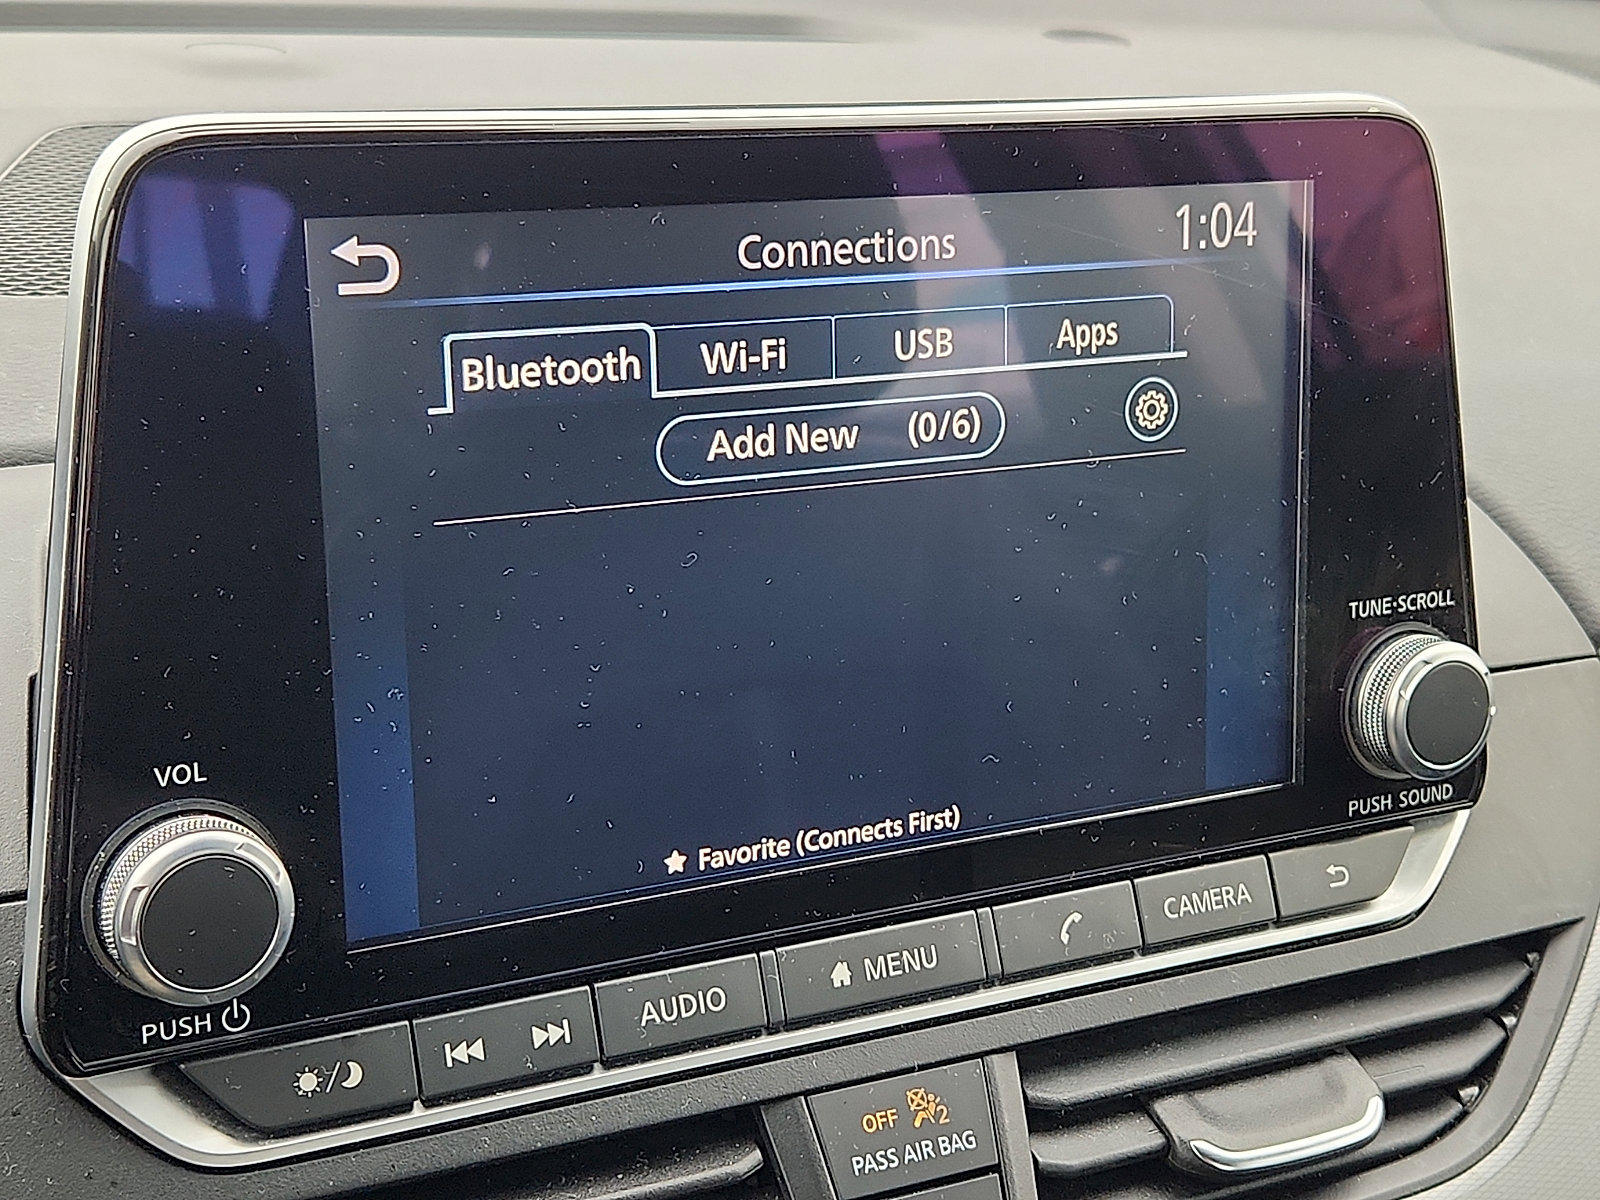 Connections
1:04
Bluetooth
Wi-Fi
USB
Apps
Add New (0/6)
★ Favorite (Connects First)
TUNE·SCROLL
PUSH SOUND
VOL
PUSH
AUDIO
MENU
CAMERA
OFF 2
PASS AIR BAG